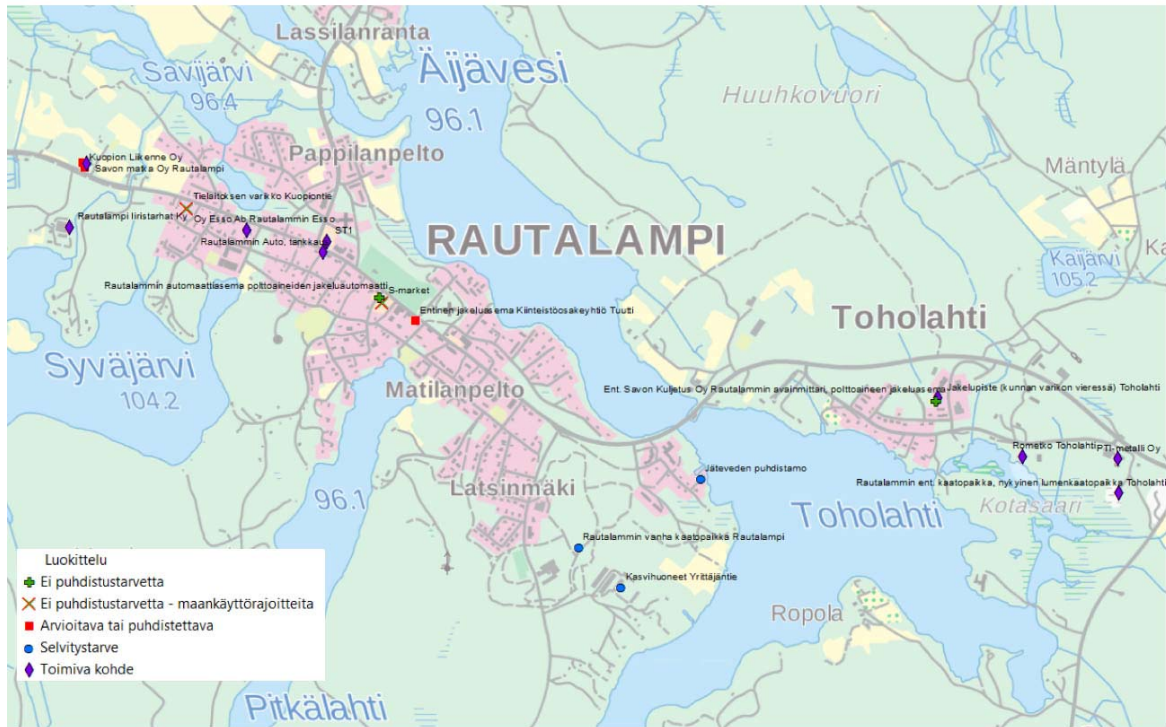 Lassilanranta
Äijävesi
96.1
Savijärvi
96.4
Huuhkovuori
Pappilanpelto
Mäntylä
Kuopion Liikenne Oy
Savon matka Oy Rautalampi
Tielaitoksen varikko Kuopiontie
Rautalampi Iiristarhat Ky
Oy Esso Ab Rautalammin Esso
ST1
Rautalammin Auto, tankkaus
RAUTALAMPI
Kaijärvi
105.2
Rautalammin automaattiasema polttoaineiden jakeluautomaatti
S-market
Entinen jakeluasema Kiinteistöosakeyhtiö Tuutti
Toholahti
Syväjärvi
104.2
Matilanpelto
Ent. Savon Kuljetus Oy Rautalammin avainmittari, polttoaineen jakeluasema
Jakelupiste (kunnan varikon vieressä) Toholahti
Rometko Toholahti
PTI-metalli Oy
Jäteveden puhdistamo
Rautalammin ent. kaatopaikka, nykyinen lumenkaatopaikka Toholahti
Latsinmäki
96.1
Kotasaari
Toholahti
Rautalammin vanha kaatopaikka Rautalampi
Kasvihuoneet Yrittäjäntie
Ropola
Pitkälahti
Luokittelu
Ei puhdistustarvetta
Ei puhdistustarvetta - maankäyttörajoitteita
Arvioitava tai puhdistettava
Selvitystarve
Toimiva kohde